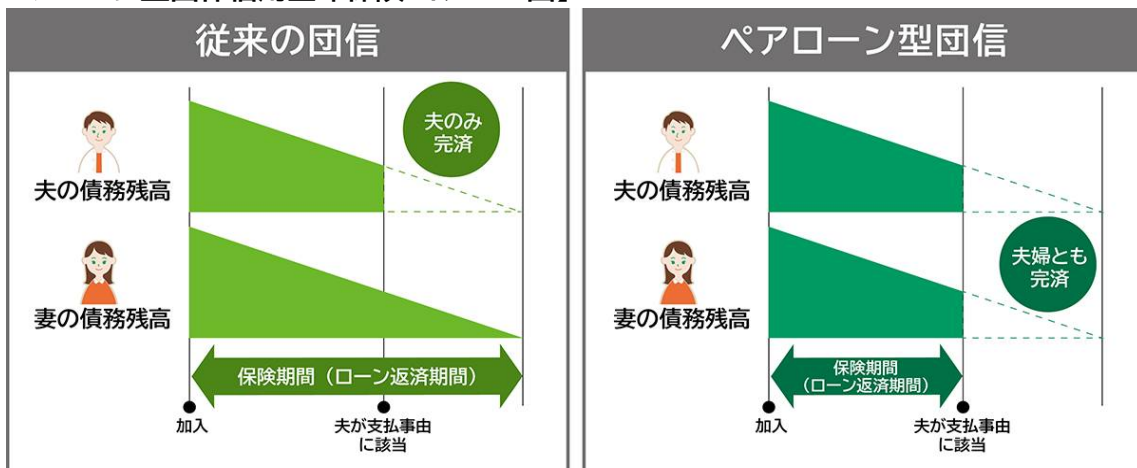 従来の団信
夫のみ
完済
夫の債務残高
妻の債務残高
保険期間（ローン返済期間）
加入
夫が支払事由
に該当
ペアローン型団信
夫の債務残高
夫婦とも
完済
妻の債務残高
保険期間
（ローン返済期間）
加入
夫が支払事由
に該当